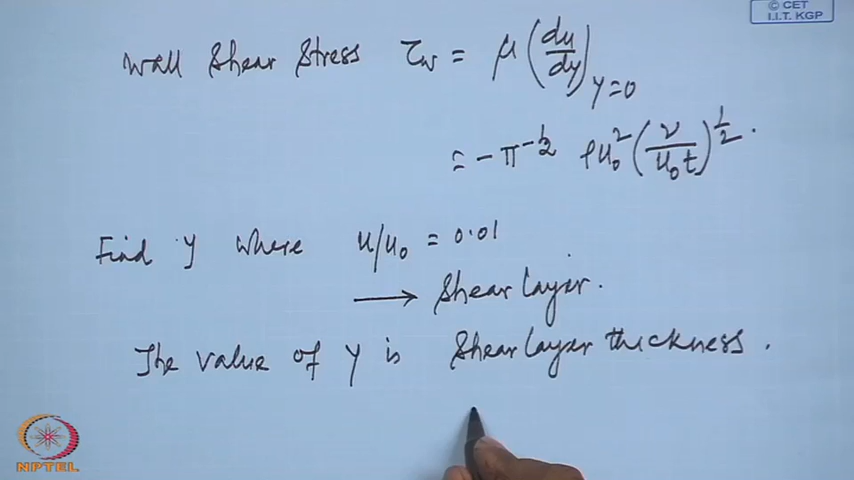 © CET
I.I.T. KGP
Wall Shear Stress τ_w = μ (du/dy)_{y=0}
= -π^{-1/2} ρu₀² (ν/u₀t)^{1/2}.
Find y where u/u₀ = 0.01
→ Shear layer.
The value of y is Shear layer thickness.
NPTEL